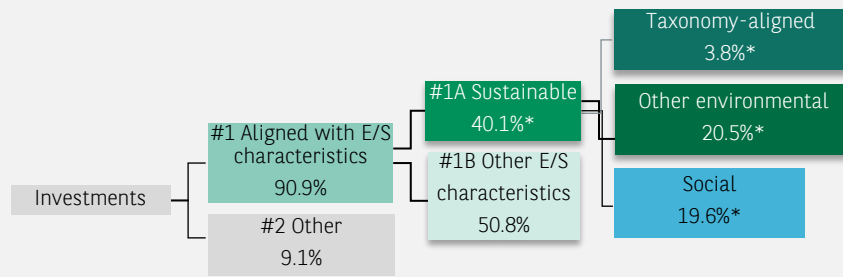 Investments
#1 Aligned with E/S
characteristics
90.9%
#2 Other
9.1%
#1A Sustainable
40.1%*
#1B Other E/S
characteristics
50.8%
Taxonomy-aligned
3.8%*
Other environmental
20.5%*
Social
19.6%*